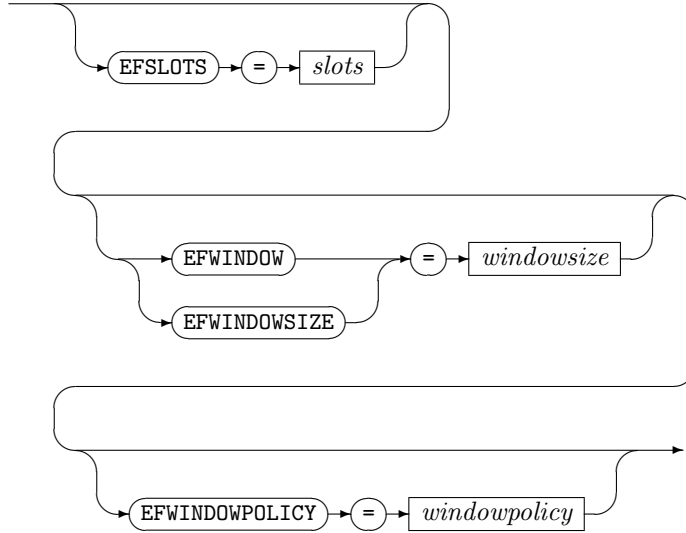 EFSLOTS = slots
EFWINDOW = windowsize
EFWINDOWSIZE
EFWINDOWPOLICY = windowpolicy